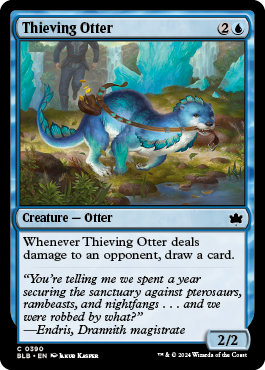 Thieving Otter 2
Creature — Otter
Whenever Thieving Otter deals
damage to an opponent, draw a card.
“You’re telling me we spent a year
securing the sanctuary against pterosaurs,
rambeasts, and nightfangs . . . and we
were robbed by what?”
—Endris, Drannith magistrate
2/2
C 0390
BLB • EN Jakub Kasper
™ & © 2024 Wizards of the Coast